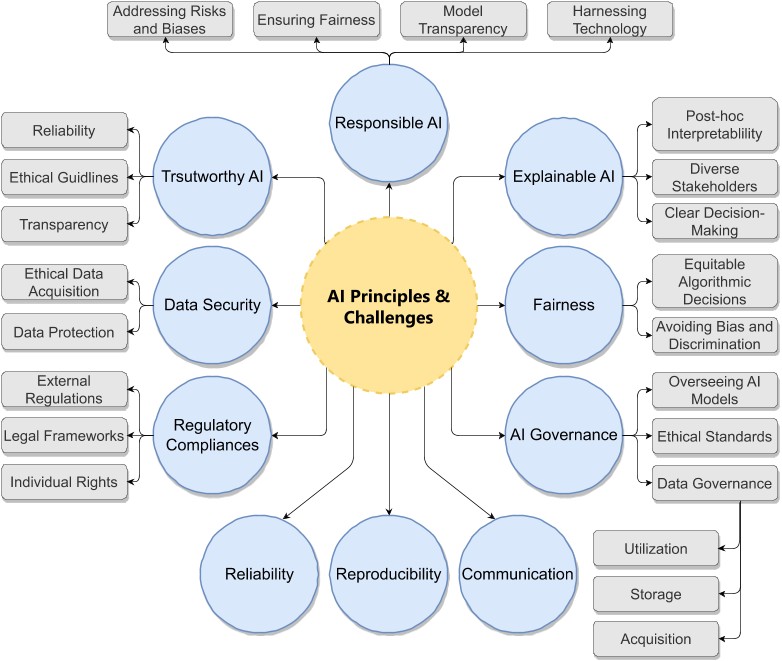 Addressing Risks
and Biases
Ensuring Fairness
Model
Transparency
Harnessing
Technology
Responsible AI
Reliability
Ethical Guidlines
Transparency
Trsutworthy AI
Explainable AI
Post-hoc
Interpretablility
Diverse
Stakeholders
Clear Decision-
Making
Ethical Data
Acquisition
Data Protection
Data Security
AI Principles &
Challenges
Fairness
Equitable
Algorithmic
Decisions
Avoiding Bias and
Discrimination
External
Regulations
Legal Frameworks
Individual Rights
Regulatory
Compliances
AI Governance
Overseeing AI
Models
Ethical Standards
Data Governance
Reliability
Reproducibility
Communication
Utilization
Storage
Acquisition